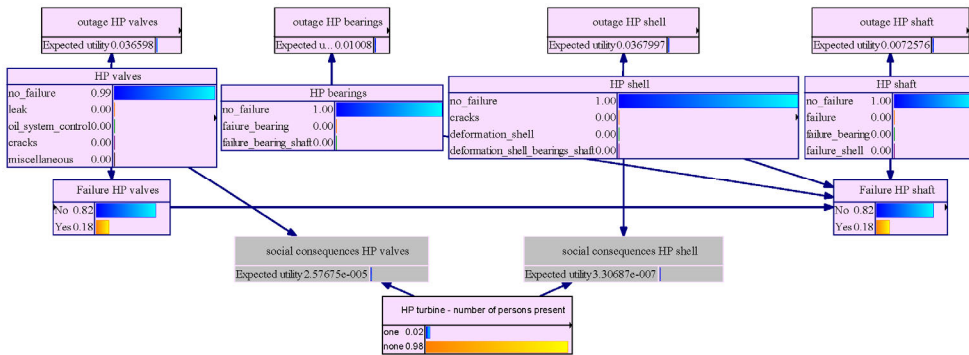 outage HP valves
Expected utility 0.036598
outage HP bearings
Expected u... 0.01008
outage HP shell
Expected utility 0.0367997
outage HP shaft
Expected utility 0.0072576
HP valves
no_failure 0.99
leak 0.00
oil_system_control 0.00
cracks 0.00
miscellaneous 0.00
HP bearings
no_failure 1.00
faiure_bearing 0.00
failure_bearing_shaft 0.00
HP shell
no_failure 1.00
cracks 0.00
deformation_shell 0.00
deformation_shell_bearings_shaft 0.00
HP shaft
no_failure 1.00
failure 0.00
failure_bearing 0.00
failure_shell 0.00
Failure HP valves
No 0.82
Yes 0.18
Failure HP shaft
No 0.82
Yes 0.18
social consequences HP valves
Expected utility 2.57675e-005
social consequences HP shell
Expected utility 3.30687e-007
HP turbine - number of persons present
one 0.02
none 0.98